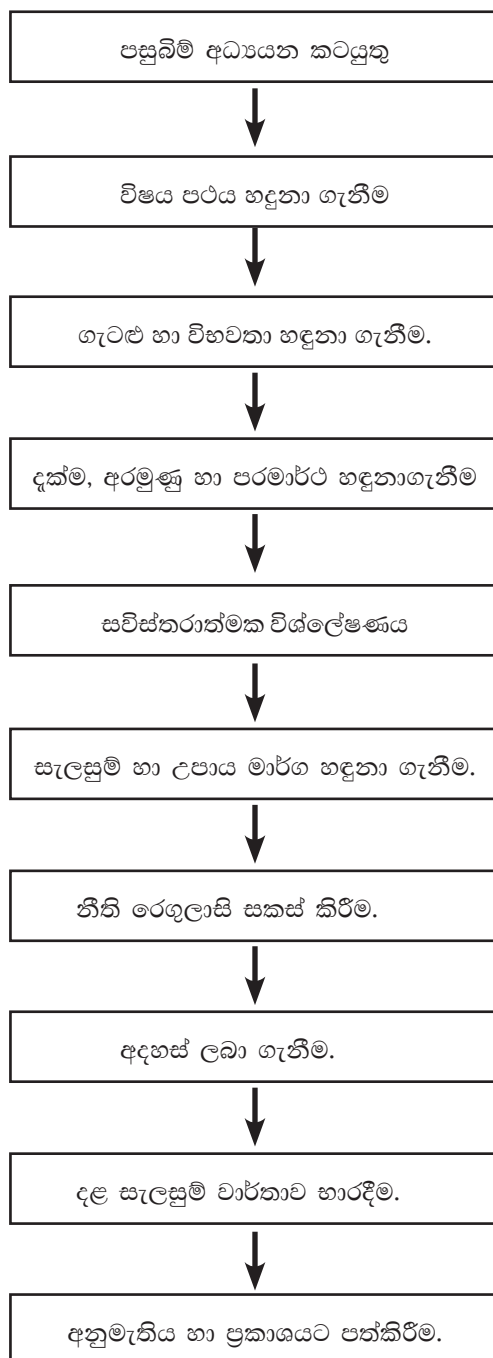 පසුබිම් අධ්‍යයන කටයුතු
විෂය පථය හදුනා ගැනීම
ගැටළු හා විභවතා හඳුනා ගැනීම.
දැක්ම, අරමුණු හා පරමාර්ථ හඳුනාගැනීම
සවිස්තරාත්මක විශ්ලේෂණය
සැලසුම් හා උපාය මාර්ග හඳුනා ගැනීම.
නීති රෙගුලාසි සකස් කිරීම.
අදහස් ලබා ගැනීම.
දළ සැලසුම් වාර්තාව භාරදීම.
අනුමැතිය හා ප්‍රකාශයට පත්කිරීම.